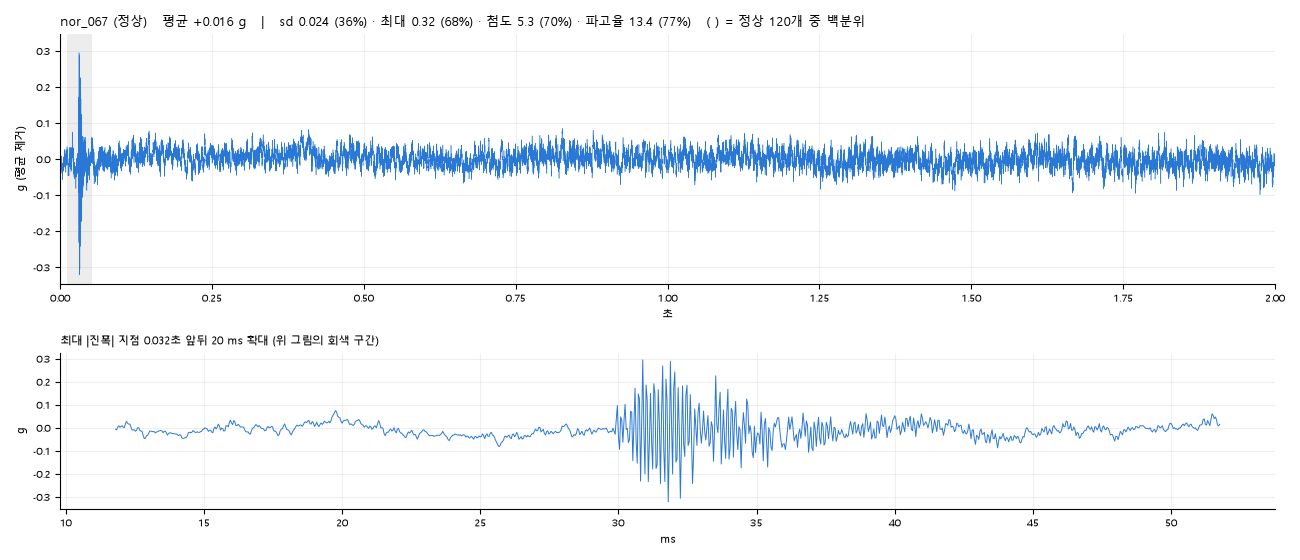 nor_067 (정상)    평균 +0.016 g    |    sd 0.024 (36%) · 최대 0.32 (68%) · 첨도 5.3 (70%) · 파고율 13.4 (77%)    ( ) = 정상 120개 중 백분위
g (평균 제거)
0.3
0.2
0.1
0.0
-0.1
-0.2
-0.3
0.00 0.25 0.50 0.75 1.00 1.25 1.50 1.75 2.00
초
최대 |진폭| 지점 0.032초 앞뒤 20 ms 확대 (위 그림의 회색 구간)
g
0.3
0.2
0.1
0.0
-0.1
-0.2
-0.3
10 15 20 25 30 35 40 45 50
ms